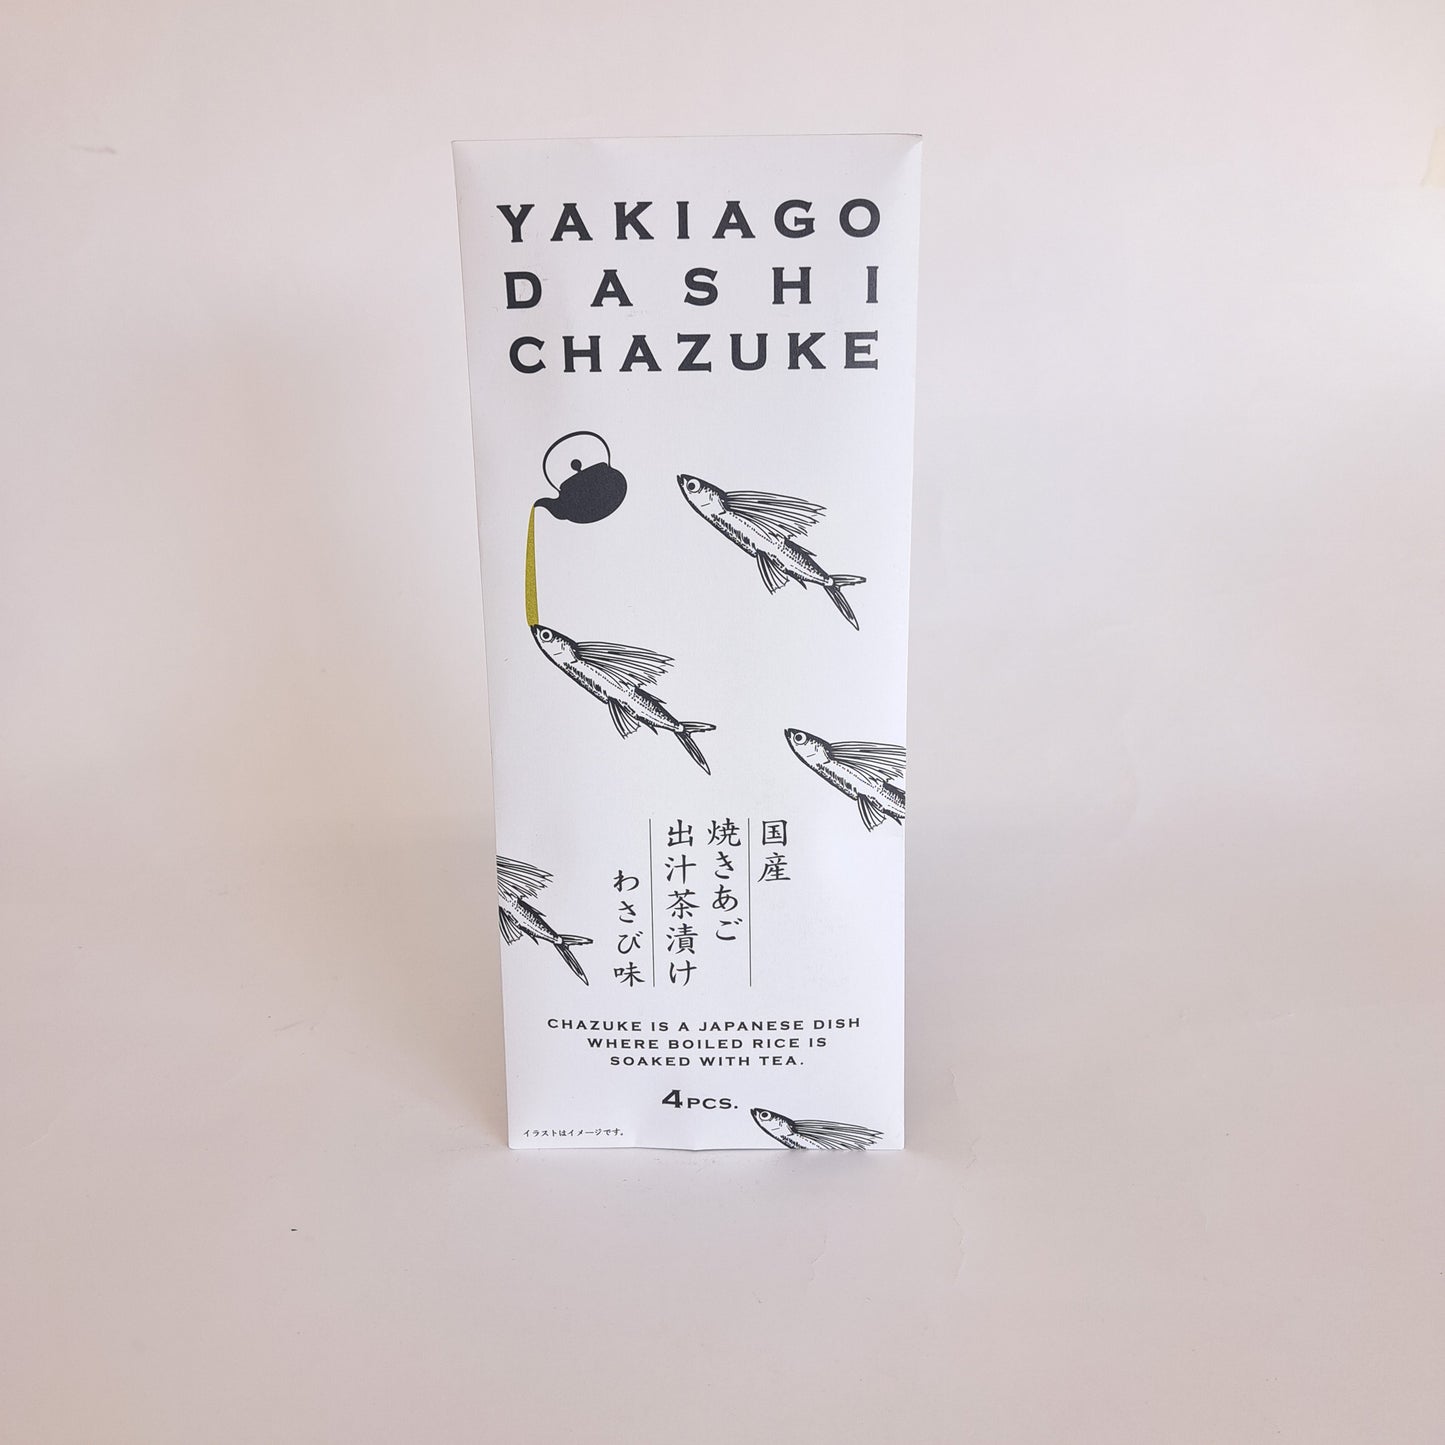 YAKIAGO
DASHI
CHAZUKE
国産
焼きあご
出汁茶漬け
わさび味
CHAZUKE IS A JAPANESE DISH
WHERE BOILED RICE IS
SOAKED WITH TEA.
4PCS.
イラストはイメージです。